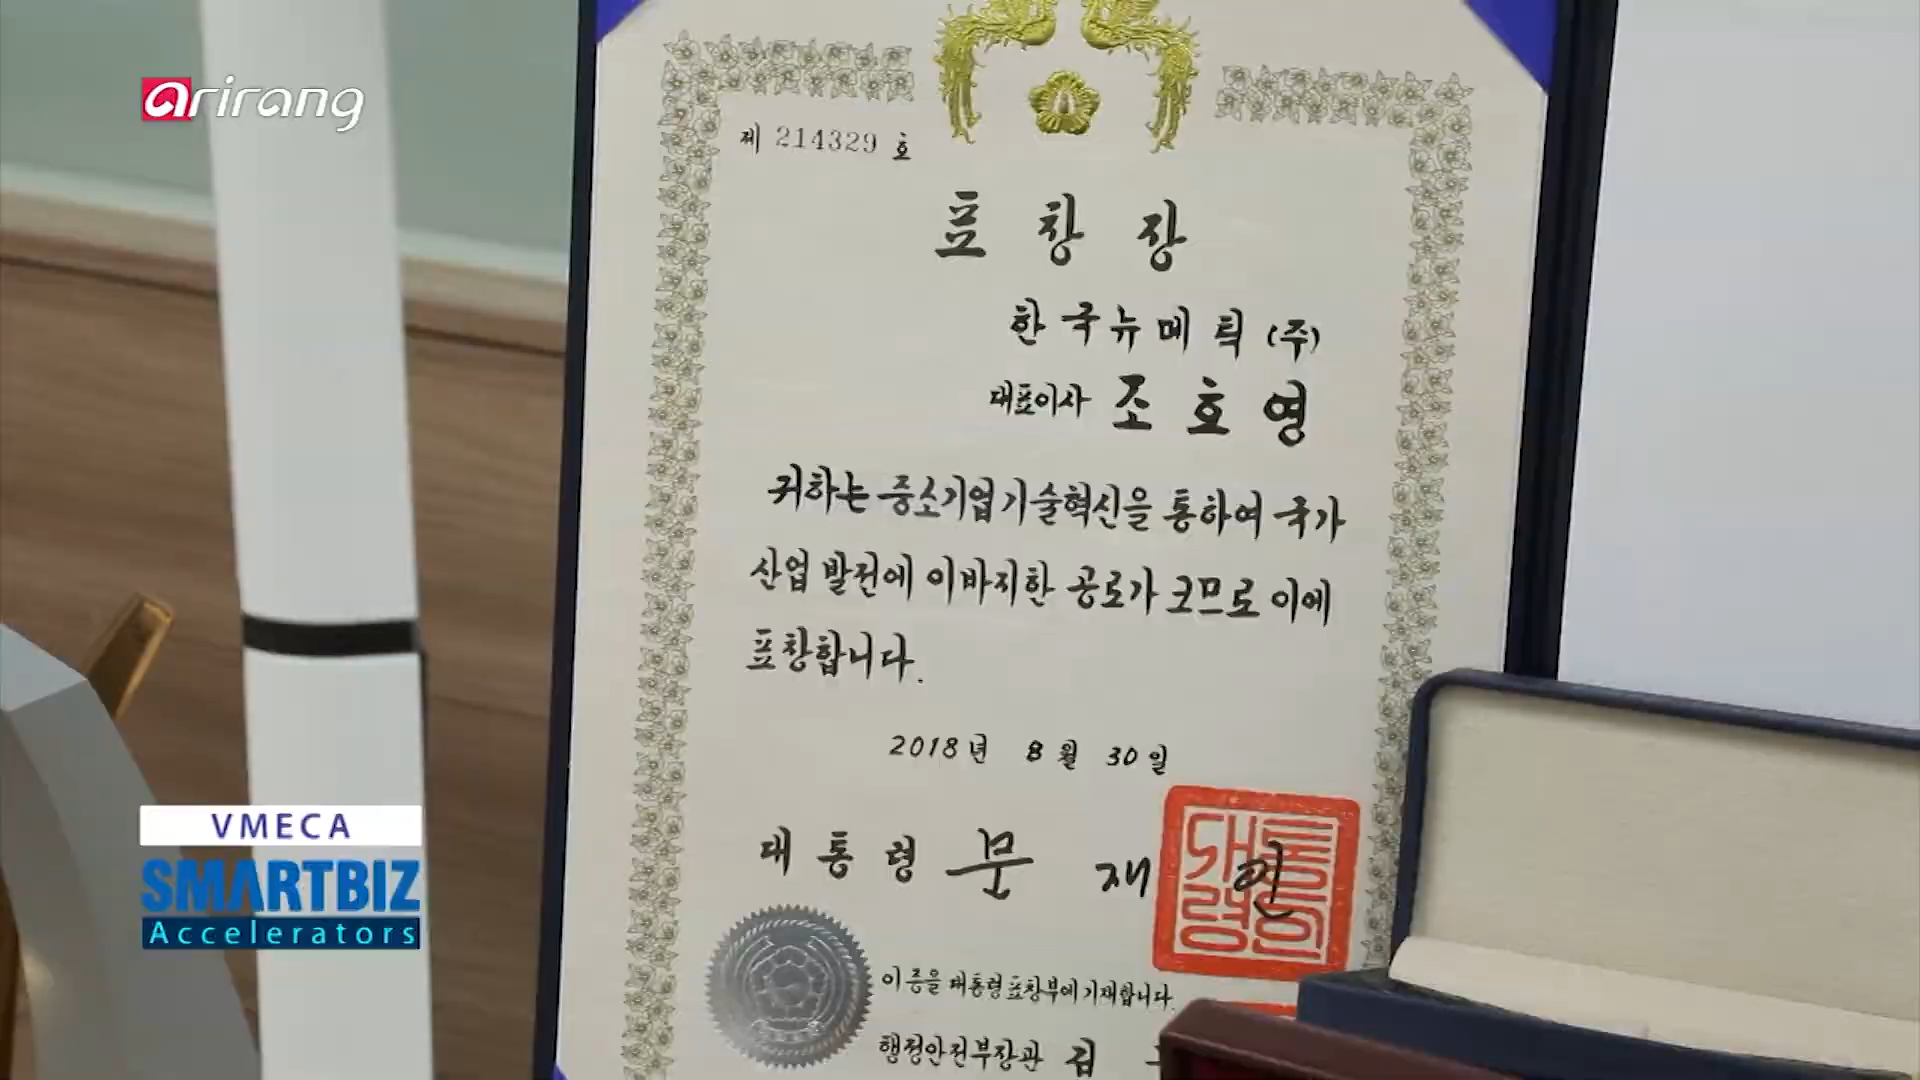 arirang
제 214329 호
표 창 장
한국뉴메틱(주)
대표이사 조호영
귀하는 중소기업기술혁신을 통하여 국가
산업 발전에 이바지한 공로가 크므로 이에
표창합니다.
2018년 8월 30일
대통령 문재인
이 증을 대통령표창부에 기재합니다.
행정안전부장관 김
VMECA
SMARTBIZ
Accelerators